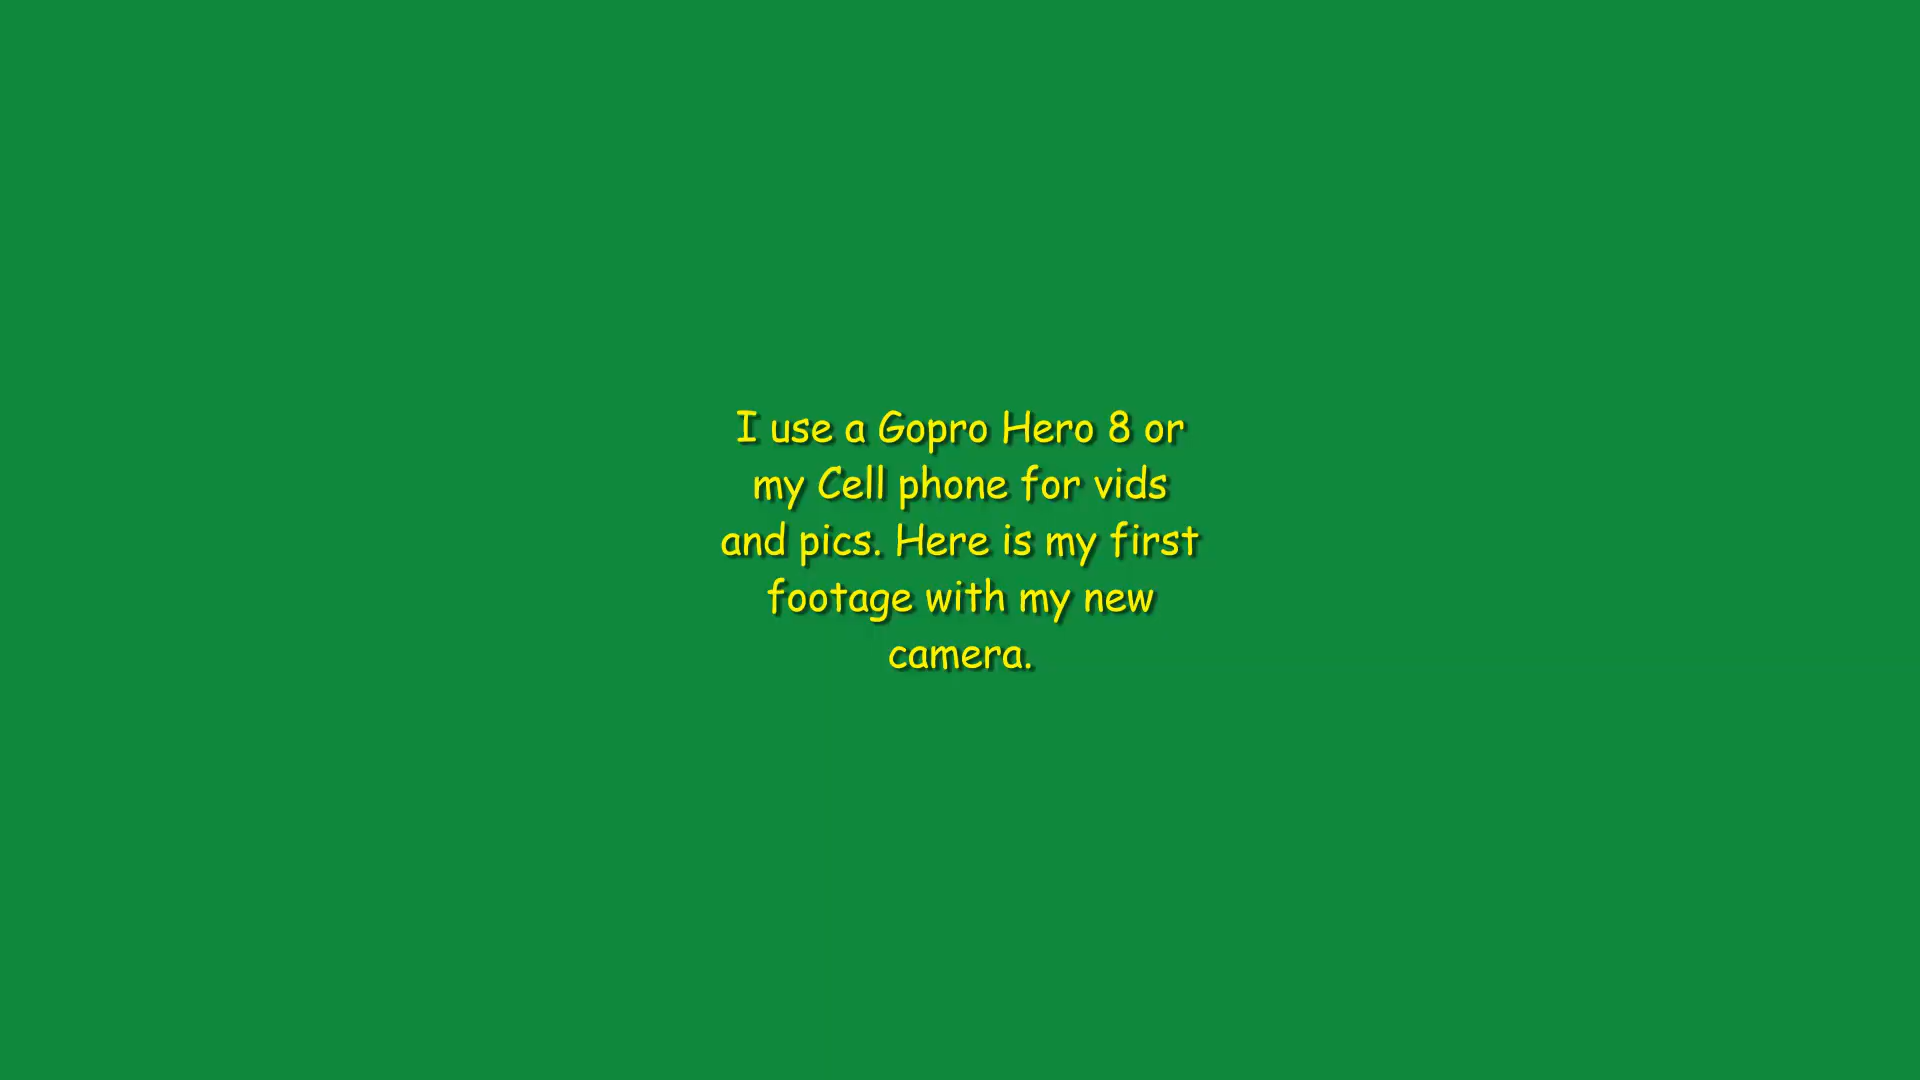 I use a Gopro Hero 8 or
my Cell phone for vids
and pics. Here is my first
footage with my new
camera.